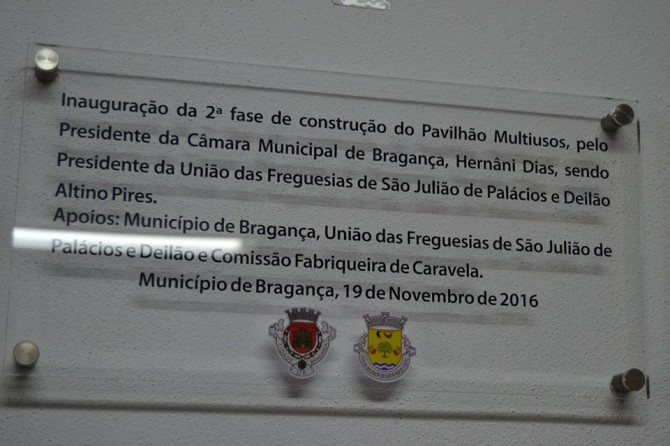 Inauguração da 2ª fase de construção do Pavilhão Multiusos, pelo
Presidente da Câmara Municipal de Bragança, Hernâni Dias, sendo
Presidente da União das Freguesias de São Julião de Palácios e Deilão
Altino Pires.
Apoios: Município de Bragança, União das Freguesias de São Julião de
Palácios e Deilão e Comissão Fabriqueira de Caravela.
Município de Bragança, 19 de Novembro de 2016